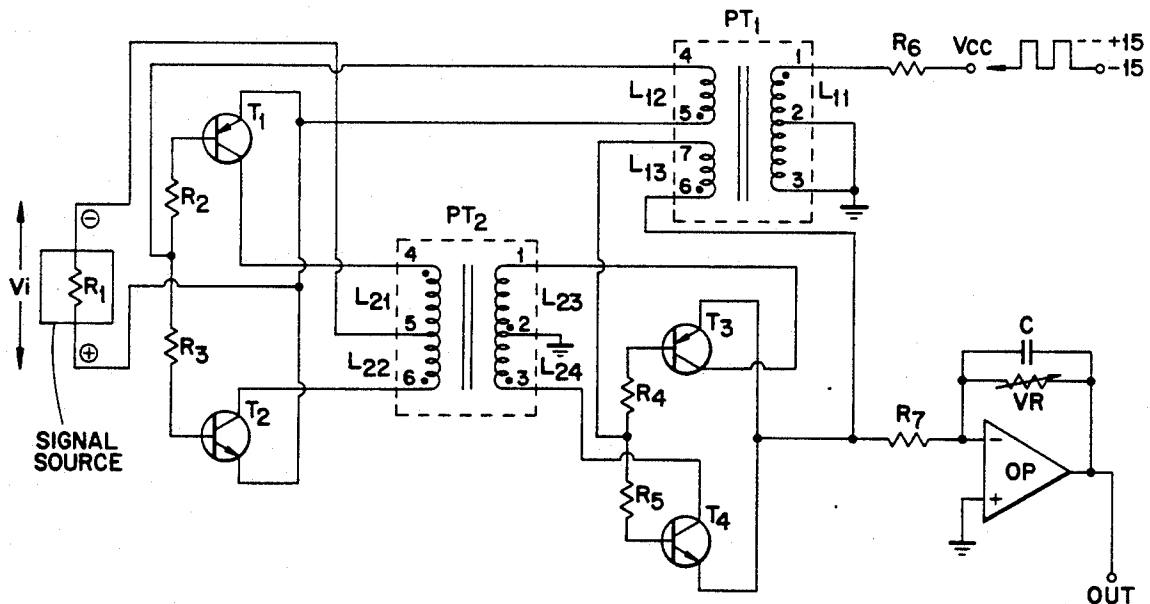 PT1
4
1
R6
VCC
+15
-15
L12
L11
5
2
7
L13
6
3
T1
R2
⊖
Vi
R1
⊕
R3
T2
SIGNAL
SOURCE
PT2
4
1
L21
L23
5
2
L22
L24
6
3
T3
R4
R5
T4
C
VR
R7
−
OP
+
OUT